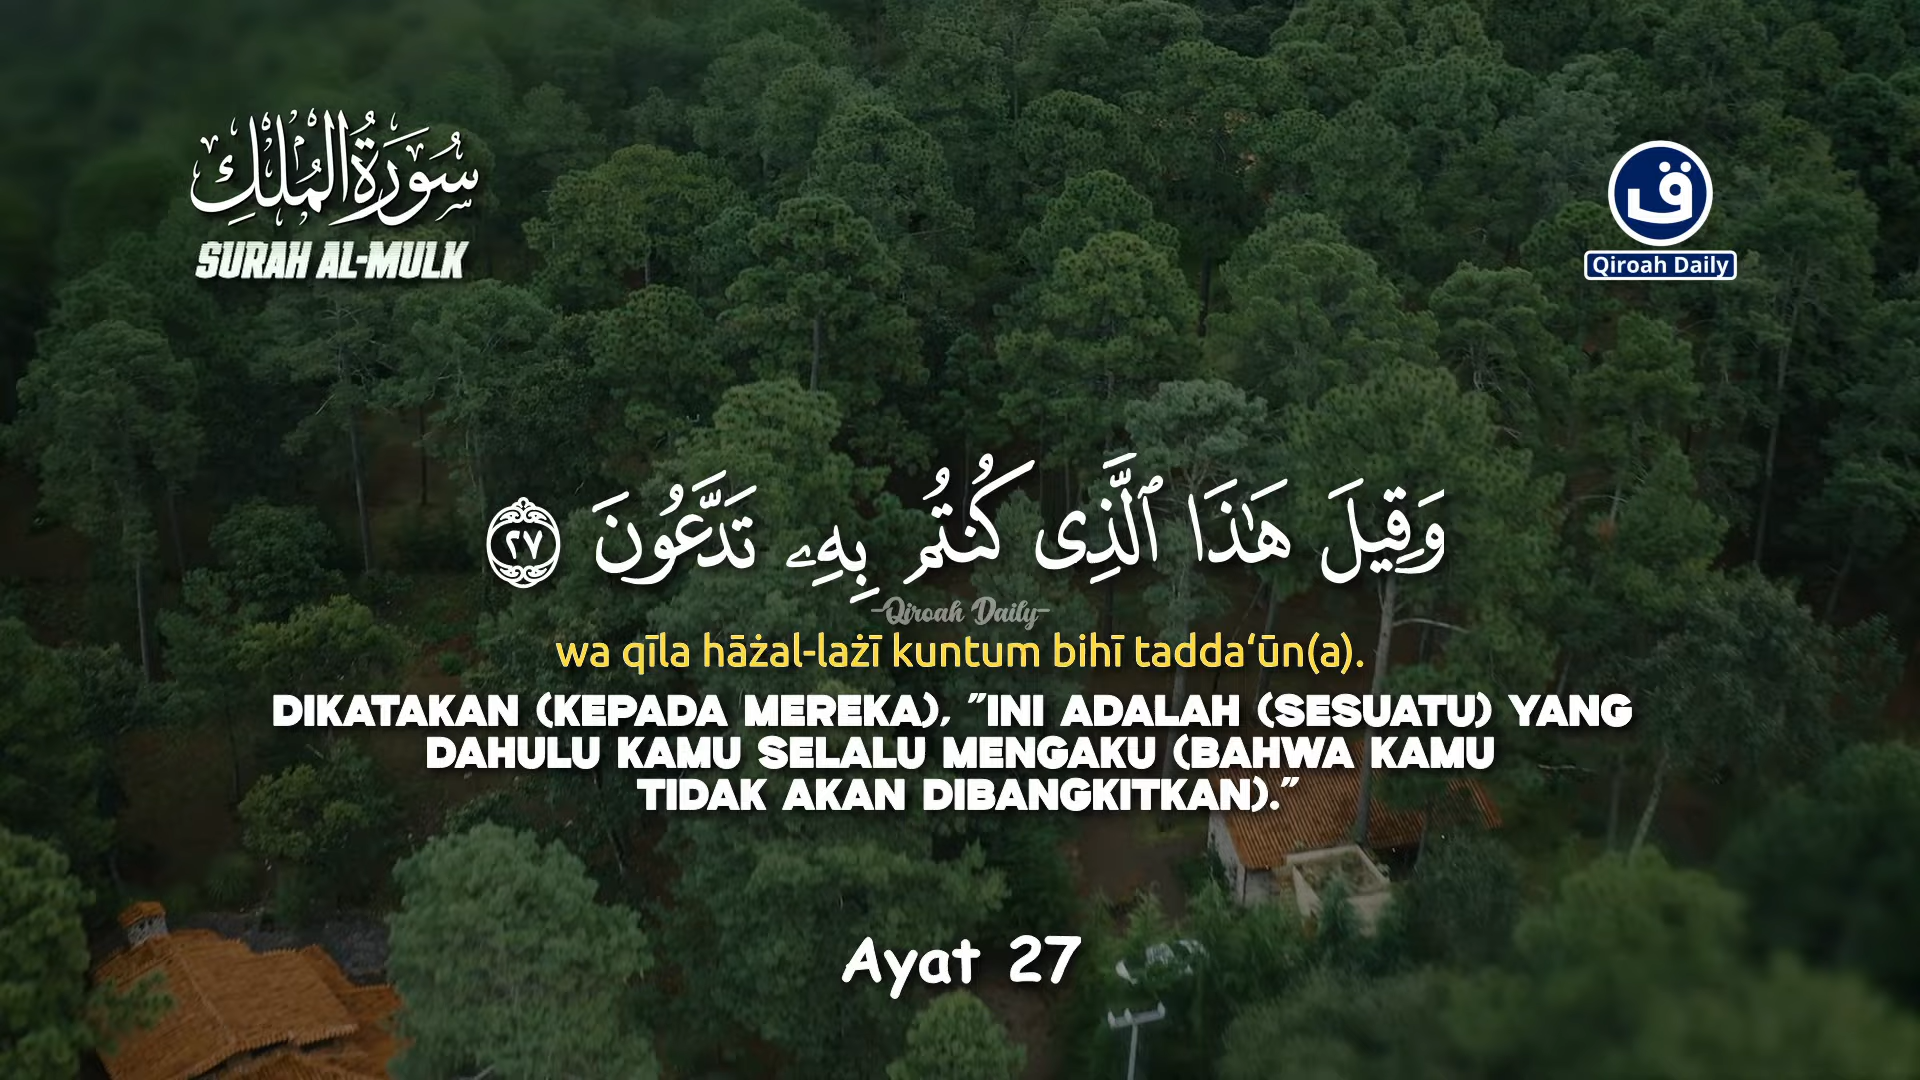 سُورَةُ الْمُلْكِ
SURAH AL-MULK
ق
Qiroah Daily
وَقِيلَ هَٰذَا ٱلَّذِى كُنتُم بِهِۦ تَدَّعُونَ ٢٧
-Qiroah Daily-
wa qīla hāżal-lażī kuntum bihī tadda‘ūn(a).
DIKATAKAN (KEPADA MEREKA), "INI ADALAH (SESUATU) YANG
DAHULU KAMU SELALU MENGAKU (BAHWA KAMU
TIDAK AKAN DIBANGKITKAN)."
Ayat 27